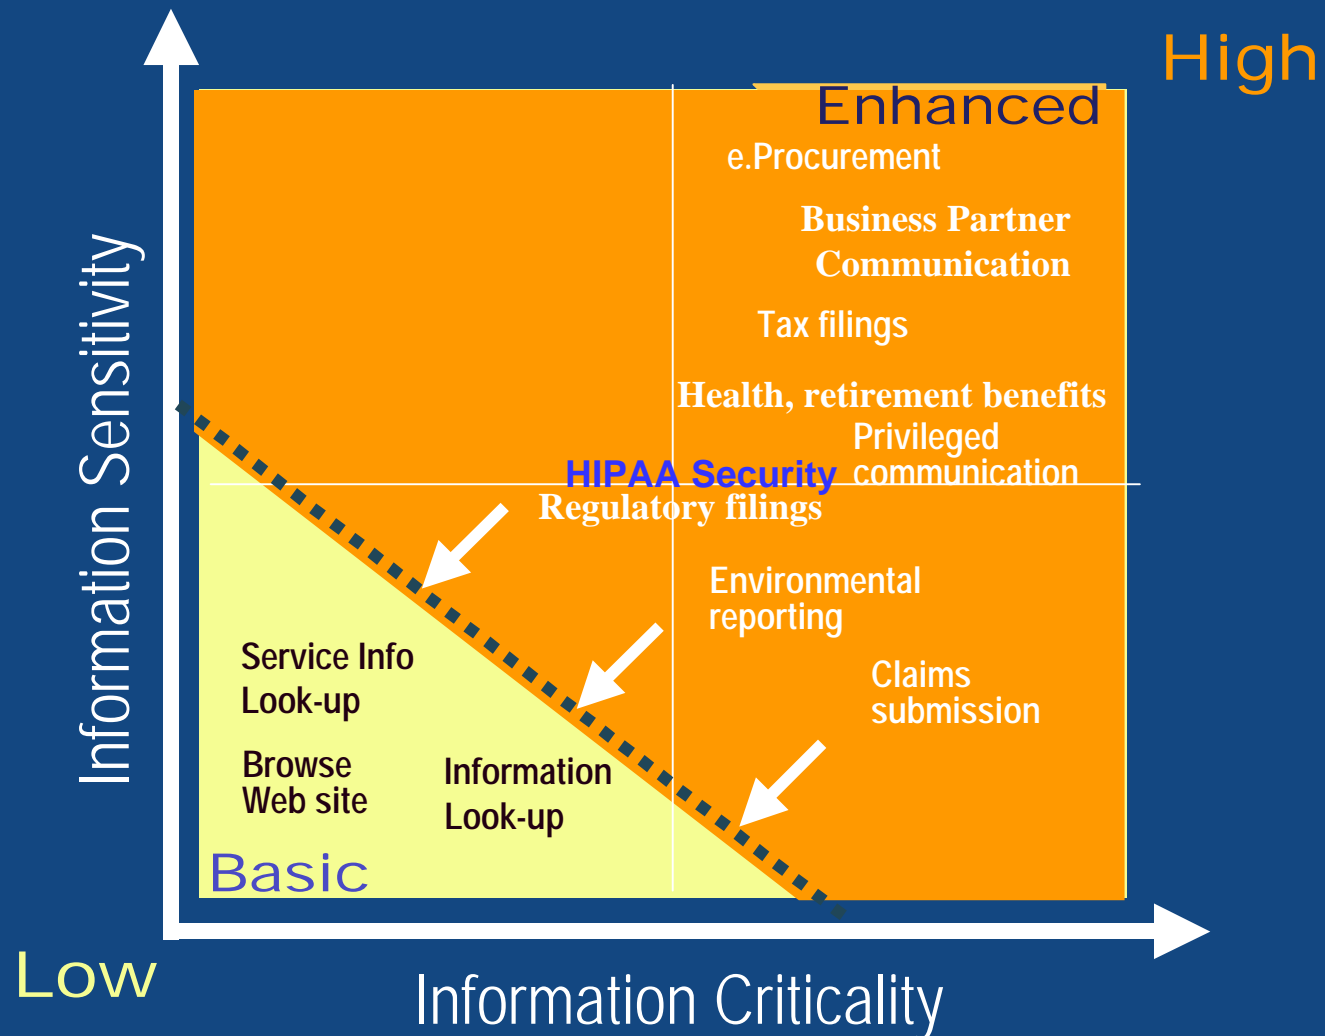 High
Enhanced
e.Procurement
Business Partner
Communication
Tax filings
Health, retirement benefits
Privileged
communication
HIPAA Security
Regulatory filings
Environmental
reporting
Claims
submission
Service Info
Look-up
Browse
Web site
Information
Look-up
Basic
Information Sensitivity
Low
Information Criticality